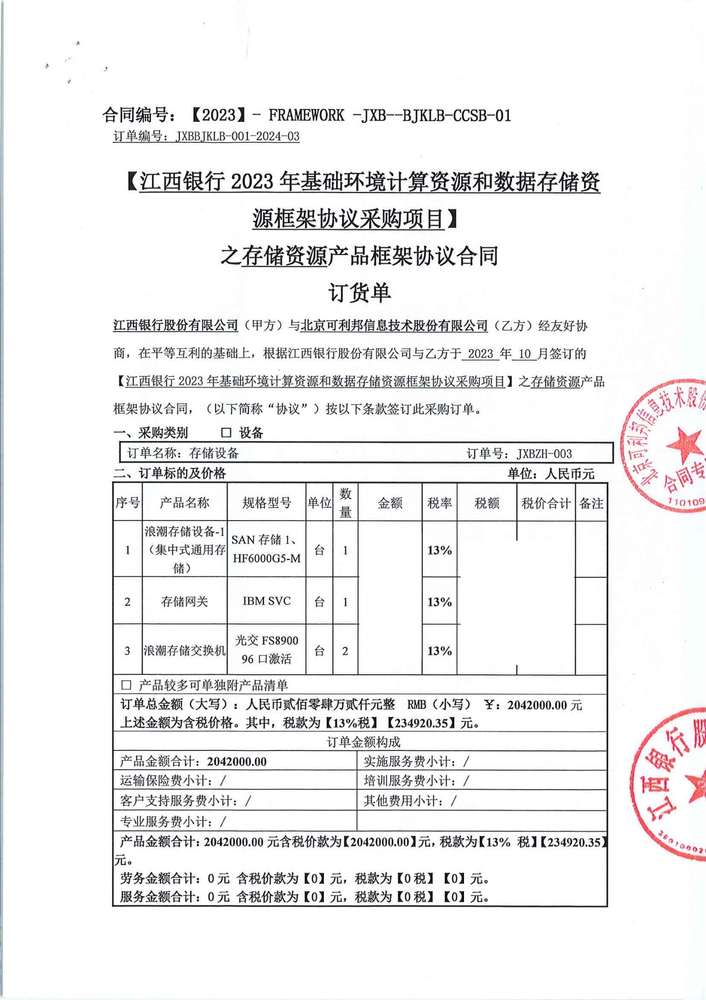 合同编号：【2023】- FRAMEWORK -JXB--BJKLB-CCSB-01
订单编号：JXBBJKLB-001-2024-03
【江西银行 2023 年基础环境计算资源和数据存储资
源框架协议采购项目】
之存储资源产品框架协议合同
订货单
江西银行股份有限公司（甲方）与北京可利邦信息技术股份有限公司（乙方）经友好协
商，在平等互利的基础上，根据江西银行股份有限公司与乙方于 2023 年 10 月签订的
【江西银行 2023 年基础环境计算资源和数据存储资源框架协议采购项目】之存储资源产品
框架协议合同，（以下简称“协议”）按以下条款签订此采购订单。
一、采购类别 □ 设备
订单名称：存储设备 订单号：JXBZH-003
二、订单标的及价格 单位：人民币元
序号 产品名称 规格型号 单位 数量 金额 税率 税额 税价合计 备注
1 浪潮存储设备-1（集中式通用存储） SAN 存储 1、HF6000G5-M 台 1 13%
2 存储网关 IBM SVC 台 1 13%
3 浪潮存储交换机 光交 FS8900 96 口激活 台 2 13%
□ 产品较多可单独附产品清单
订单总金额（大写）：人民币贰佰零肆万贰仟元整 RMB（小写） ￥：2042000.00 元
上述金额为含税价格。其中，税款为【13%税】【234920.35】元。
订单金额构成
产品金额合计：2042000.00 实施服务费小计：/
运输保险费小计：/ 培训服务费小计：/
客户支持服务费小计：/ 其他费用小计：/
专业服务费小计：/
产品金额合计：2042000.00 元含税价款为【2042000.00】元，税款为【13% 税】【234920.35】
元。
劳务金额合计：0 元 含税价款为【0】元，税款为【0 税】【0】元。
服务金额合计：0 元 含税价款为【0】元，税款为【0 税】【0】元。
北京可利邦信息技术股份
合同专
110109
江西银行股
36010002